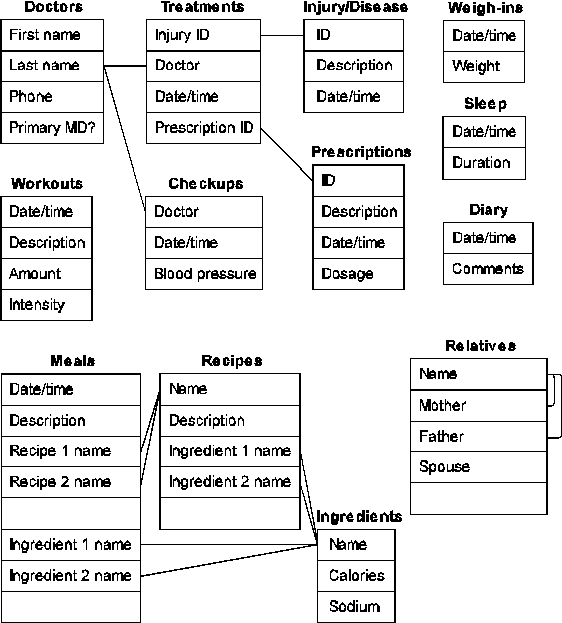 Doctors
First name
Last name
Phone
Primary MD?
Treatments
Injury ID
Doctor
Date/time
Prescription ID
Injury/Disease
ID
Description
Date/time
Weigh-ins
Date/time
Weight
Sleep
Date/time
Duration
Workouts
Date/time
Description
Amount
Intensity
Checkups
Doctor
Date/time
Blood pressure
Prescriptions
ID
Description
Date/time
Dosage
Diary
Date/time
Comments
Meals
Date/time
Description
Recipe 1 name
Recipe 2 name
Ingredient 1 name
Ingredient 2 name
Recipes
Name
Description
Ingredient 1 name
Ingredient 2 name
Ingredients
Name
Calories
Sodium
Relatives
Name
Mother
Father
Spouse